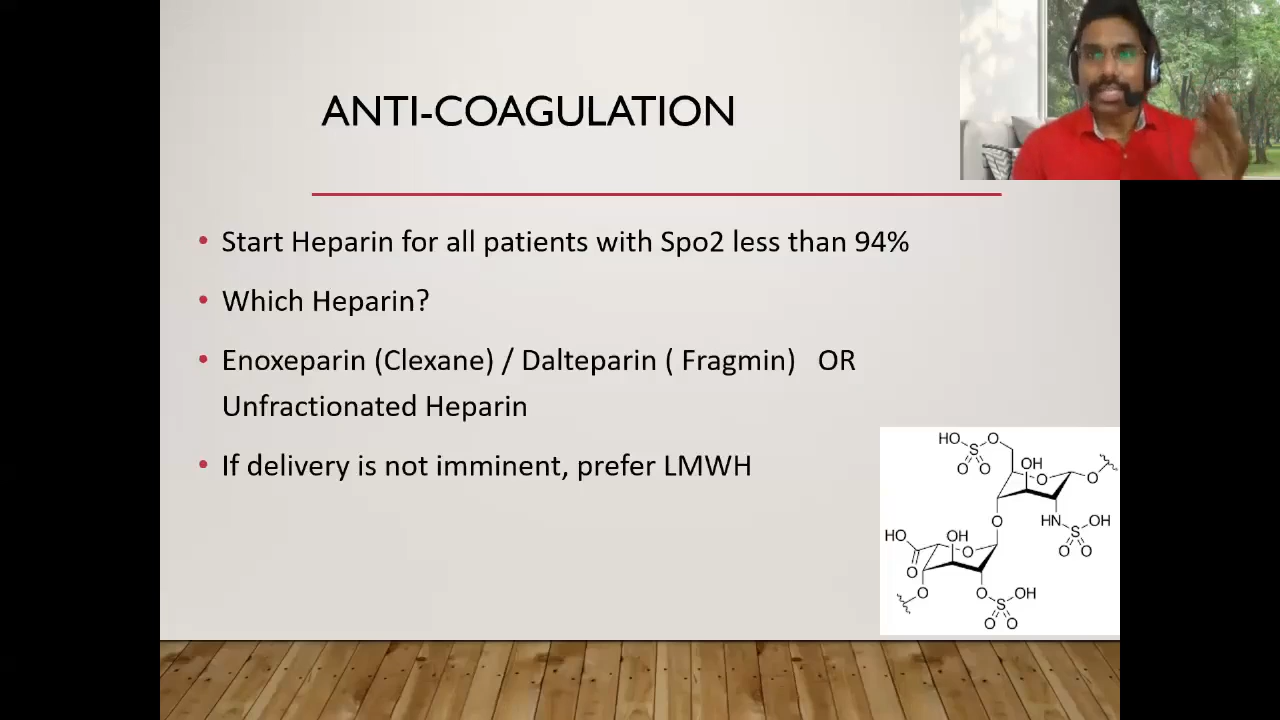 ANTI-COAGULATION
• Start Heparin for all patients with Spo2 less than 94%
• Which Heparin?
• Enoxeparin (Clexane) / Dalteparin ( Fragmin) OR
Unfractionated Heparin
• If delivery is not imminent, prefer LMWH
HO S O
O O
OH
O
O
O
HN S OH
O O
HO
O
OH
O
O
O S OH
O O